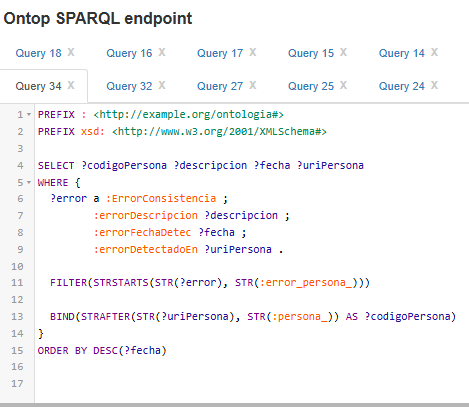 Ontop SPARQL endpoint
Query 18 X Query 16 X Query 17 X Query 15 X Query 14 X
Query 34 X Query 32 X Query 27 X Query 25 X Query 24 X
1 PREFIX : <http://example.org/ontologia#>
2 PREFIX xsd: <http://www.w3.org/2001/XMLSchema#>
3
4 SELECT ?codigoPersona ?descripcion ?fecha ?uriPersona
5 WHERE {
6 ?error a :ErrorConsistencia ;
7 :errorDescripcion ?descripcion ;
8 :errorFechaDetec ?fecha ;
9 :errorDetectadoEn ?uriPersona .
10
11 FILTER(STRSTARTS(STR(?error), STR(:error_persona_)))
12
13 BIND(STRAFTER(STR(?uriPersona), STR(:persona_)) AS ?codigoPersona)
14 }
15 ORDER BY DESC(?fecha)
16
17